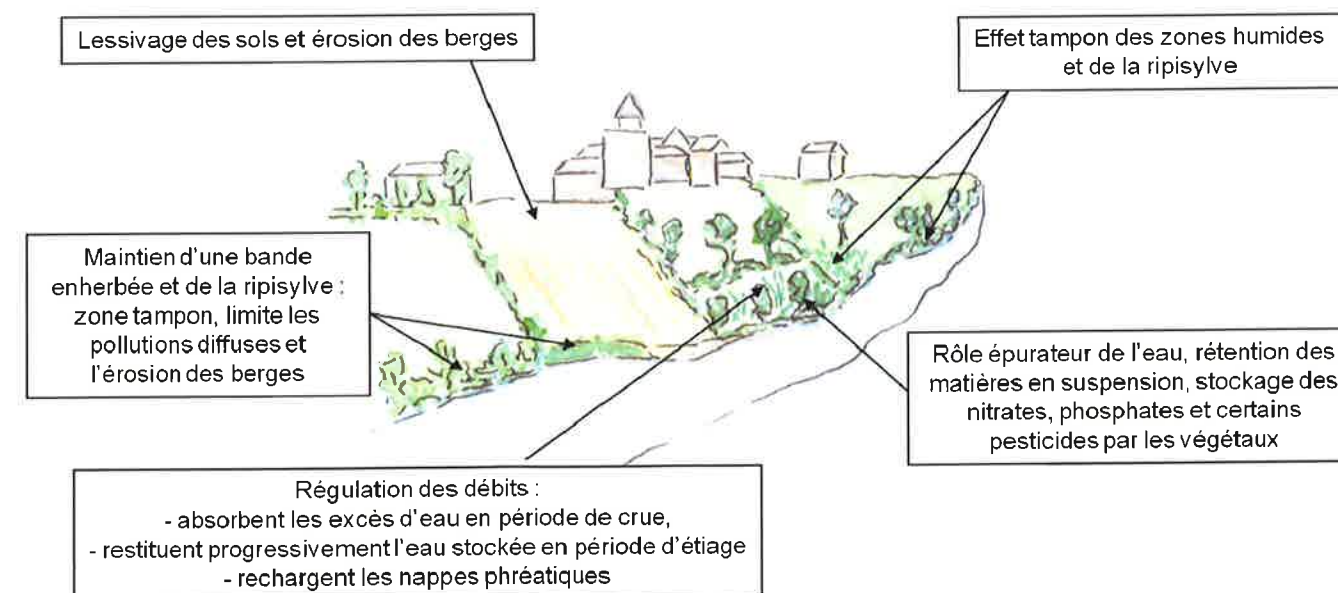 Lessivage des sols et érosion des berges
Effet tampon des zones humides
et de la ripisylve
Maintien d'une bande
enherbée et de la ripisylve :
zone tampon, limite les
pollutions diffuses et
l'érosion des berges
Rôle épurateur de l'eau, rétention des
matières en suspension, stockage des
nitrates, phosphates et certains
pesticides par les végétaux
Régulation des débits :
- absorbent les excès d'eau en période de crue,
- restituent progressivement l'eau stockée en période d'étiage
- rechargent les nappes phréatiques